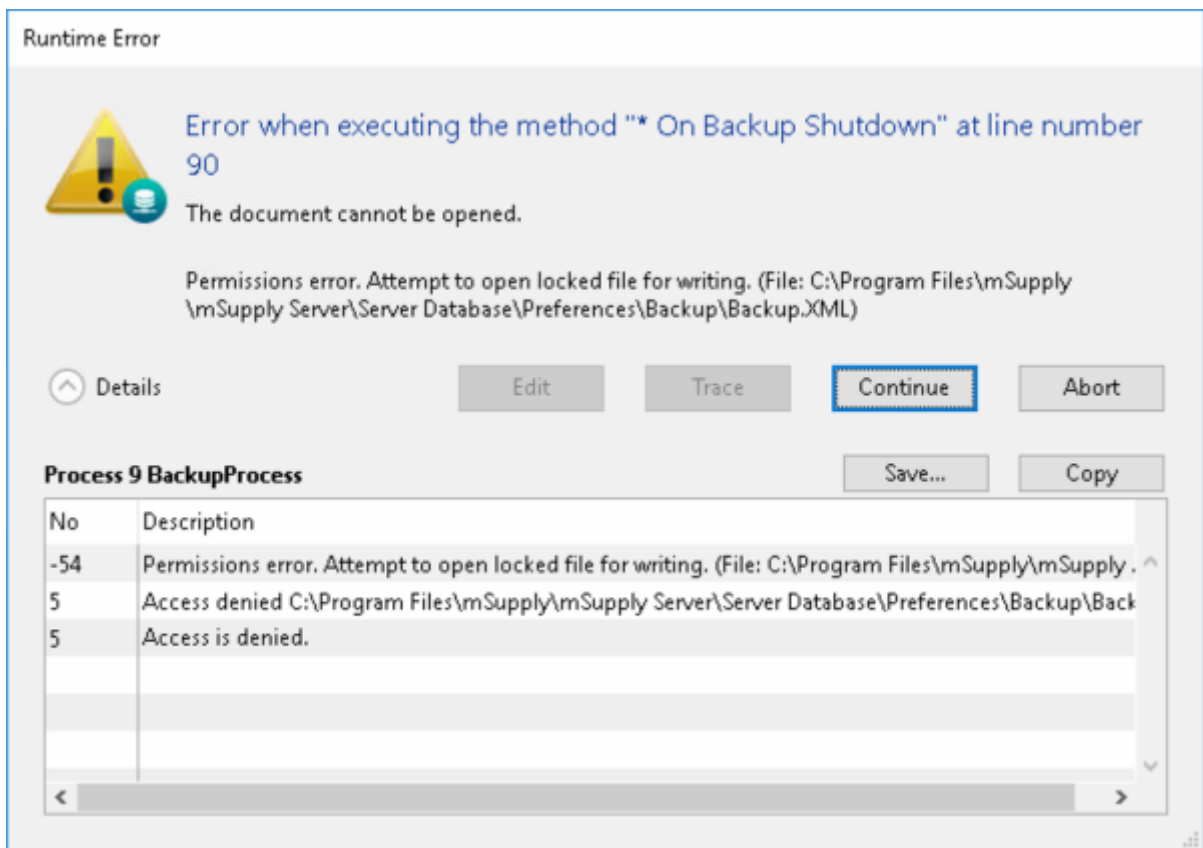 Runtime Error
Error when executing the method "* On Backup Shutdown" at line number
90
The document cannot be opened.
Permissions error. Attempt to open locked file for writing. (File: C:\Program Files\mSupply
\mSupply Server\Server Database\Preferences\Backup\Backup.XML)
Details Edit Trace Continue Abort
Process 9 BackupProcess Save... Copy
No Description
-54 Permissions error. Attempt to open locked file for writing. (File: C:\Program Files\mSupply\mSupply .
5 Access denied C:\Program Files\mSupply\mSupply Server\Server Database\Preferences\Backup\Back
5 Access is denied.